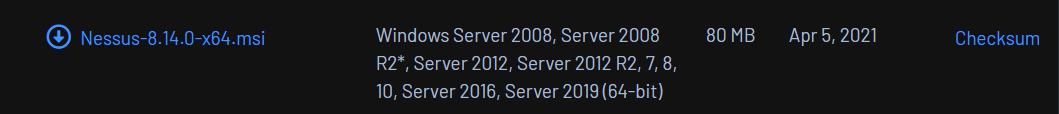 Nessus-8.14.0-x64.msi
Windows Server 2008, Server 2008
R2*, Server 2012, Server 2012 R2, 7, 8,
10, Server 2016, Server 2019 (64-bit)
80 MB
Apr 5, 2021
Checksum